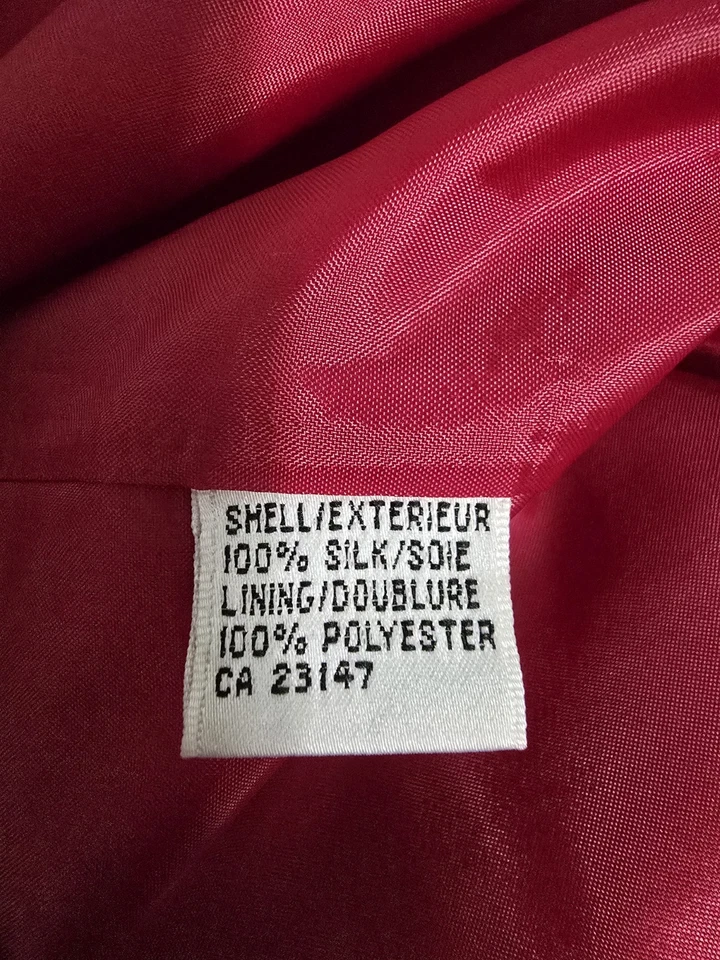 SHELL/EXTERIEUR
100% SILK/SOIE
LINING/DOUBLURE
100% POLYESTER
CA 23147